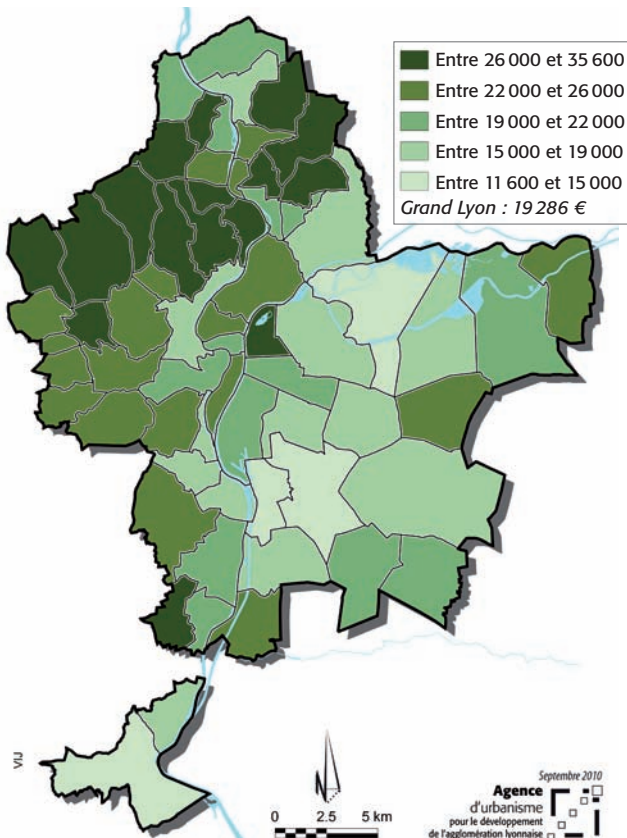 Entre 26 000 et 35 600
Entre 22 000 et 26 000
Entre 19 000 et 22 000
Entre 15 000 et 19 000
Entre 11 600 et 15 000
Grand Lyon : 19 286 €
VIJ
0 2.5 5 km
Septembre 2010
Agence
d'urbanisme
pour le développement
de l'agglomération lyonnaise